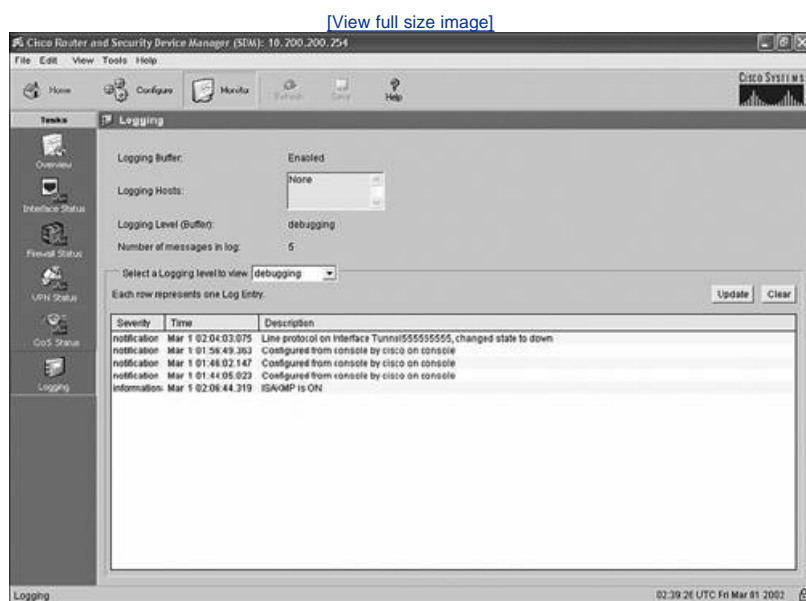 [View full size image]
Cisco Router and Security Device Manager (SDM): 10.200.200.254
File Edit View Tools Help
Home Configure Monitor Refresh Save Help
CISCO SYSTEMS
Tasks
Logging
Overview
Interface Status
Firewall Status
VPN Status
QoS Status
Logging
Logging Buffer: Enabled
Logging Hosts: None
Logging Level (Buffer): debugging
Number of messages in log: 5
Select a Logging level to view debugging
Each row represents one Log Entry.
Update Clear
Severity Time Description
notification Mar 1 02:04:03.075 Line protocol on Interface Tunnel555555555, changed state to down
notification Mar 1 01:56:49.363 Configured from console by cisco on console
notification Mar 1 01:46:02.147 Configured from console by cisco on console
notification Mar 1 01:44:05.023 Configured from console by cisco on console
information: Mar 1 02:06:44.319 ISAKMP is ON
Logging
02:39:26 UTC Fri Mar 01 2002